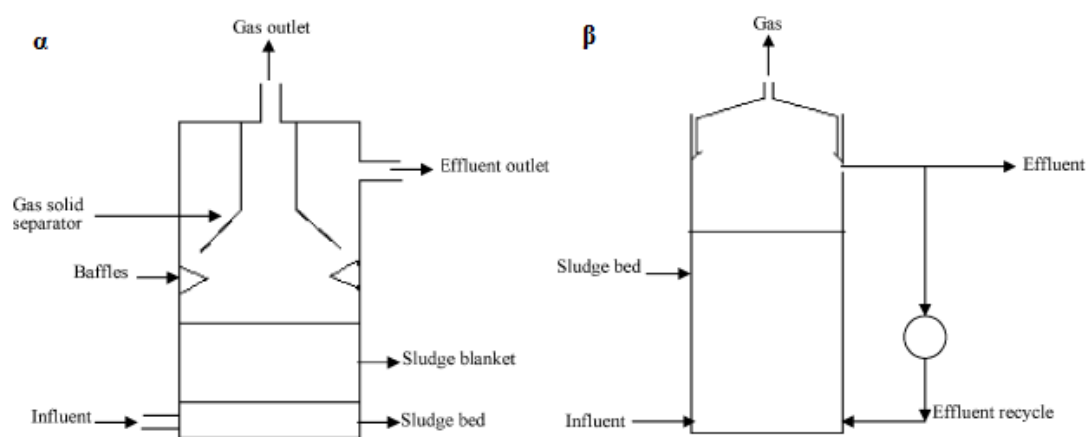 α
Gas outlet
Effluent outlet
Gas solid
separator
Baffles
Sludge blanket
Influent
Sludge bed
β
Gas
Effluent
Sludge bed
Influent
Effluent recycle